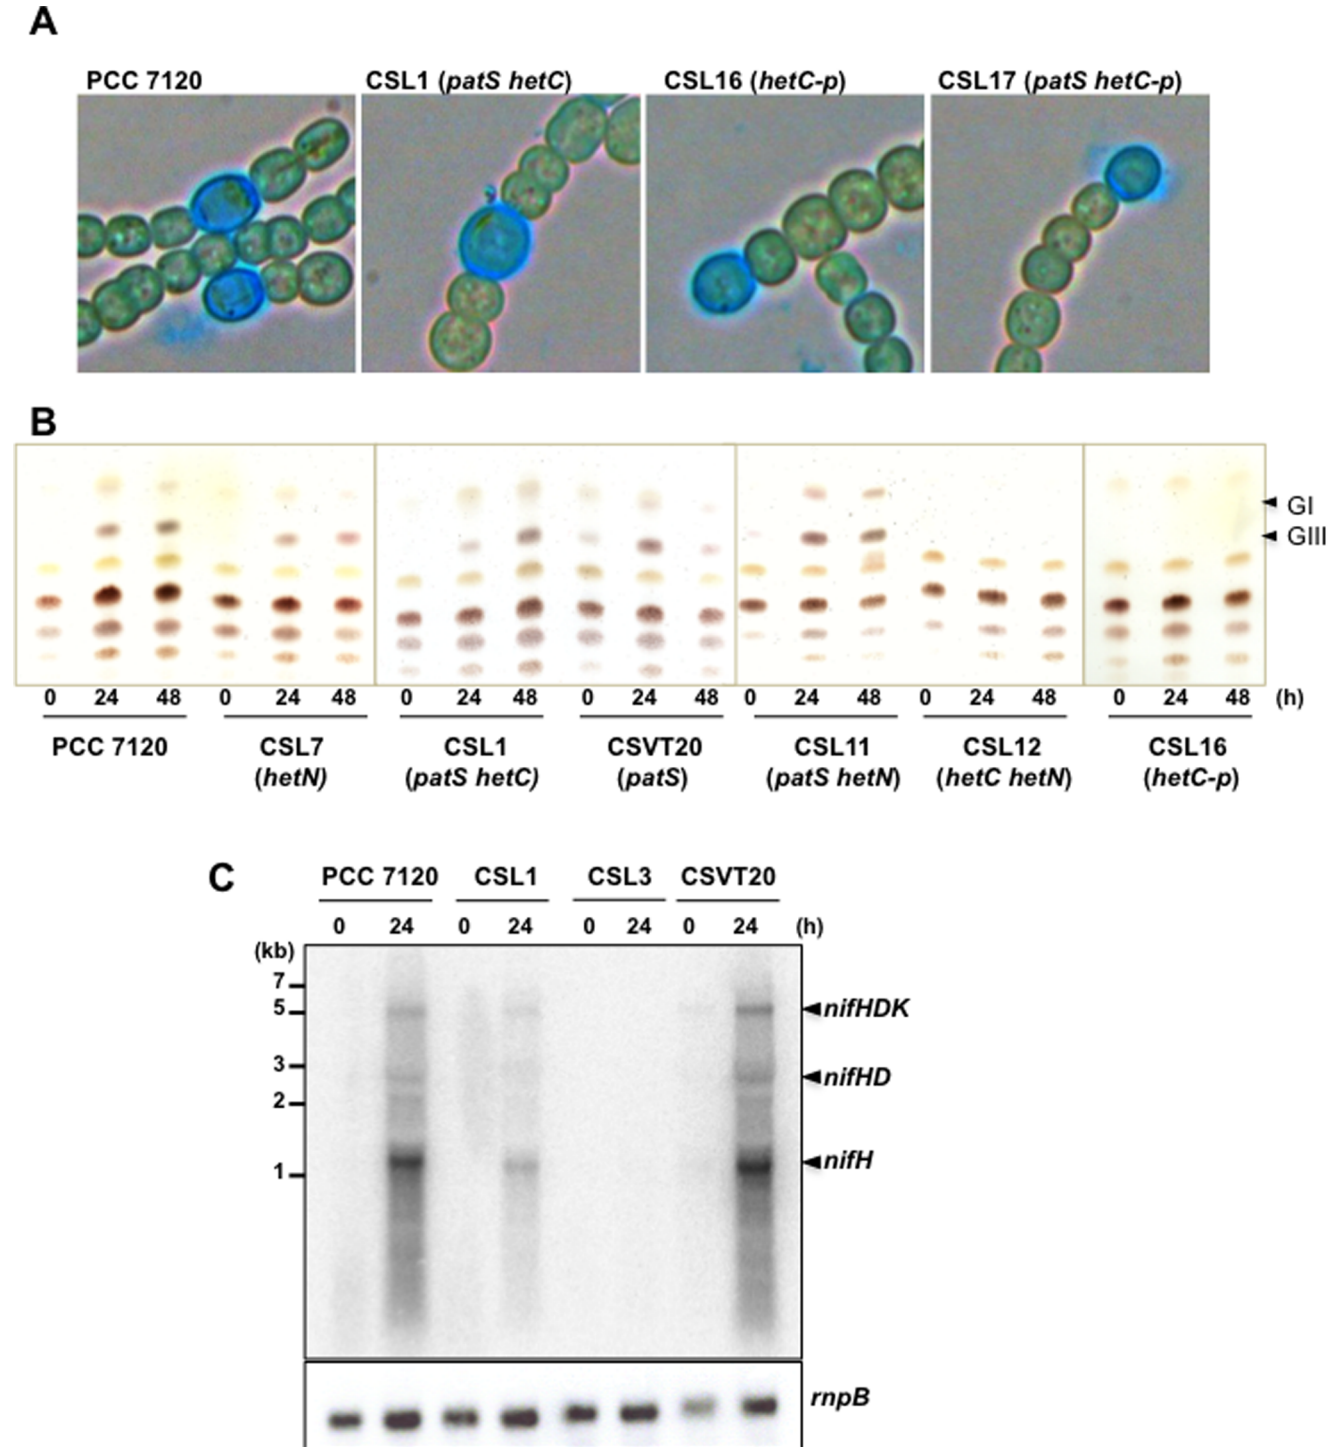 A
PCC 7120 CSL1 (patS hetC) CSL16 (hetC-p) CSL17 (patS hetC-p)
B
GI
GIII
0 24 48 0 24 48 0 24 48 0 24 48 0 24 48 0 24 48 0 24 48 (h)
PCC 7120 CSL7 CSL1 CSVT20 CSL11 CSL12 CSL16
(hetN) (patS hetC) (patS) (patS hetN) (hetC hetN) (hetC-p)
C
PCC 7120 CSL1 CSL3 CSVT20
0 24 0 24 0 24 0 24 (h)
(kb)
7
5 nifHDK
3
nifHD
2
nifH
1
rnpB